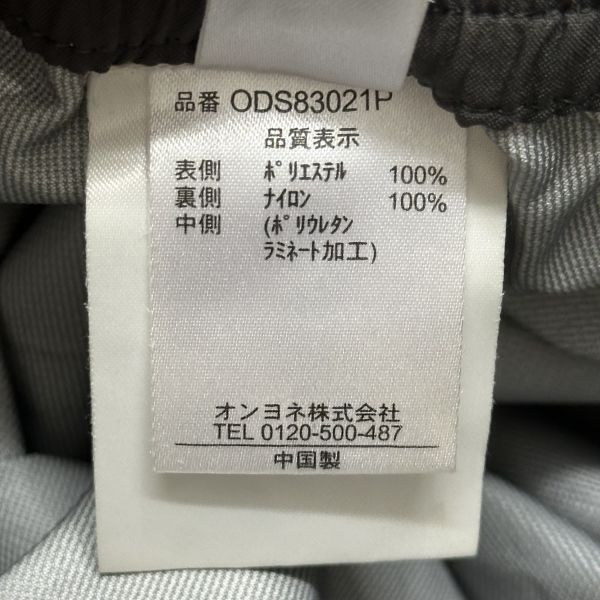 品番 ODS83021P
品質表示
表側 ポリエステル 100%
裏側 ナイロン 100%
中側 (ポリウレタン
ラミネート加工)
オンヨネ株式会社
TEL 0120-500-487
中国製